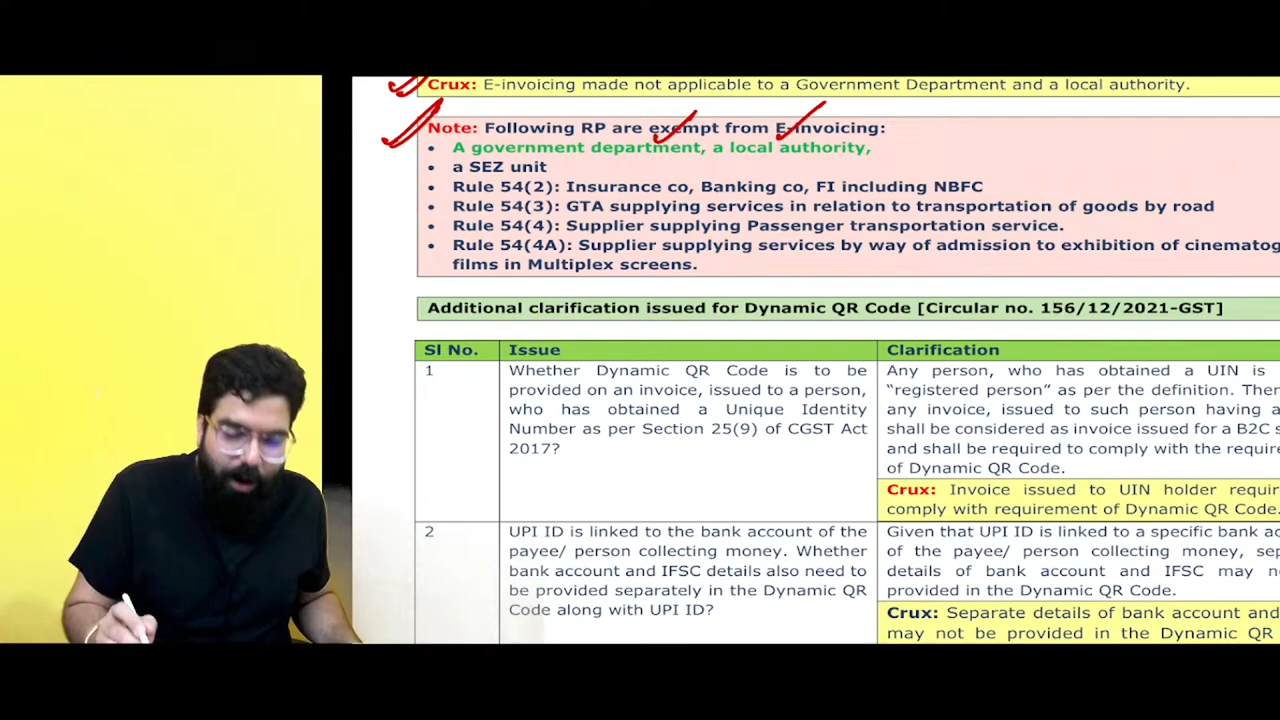 Crux: E-invoicing made not applicable to a Government Department and a local authority.
Note: Following RP are exempt from E-invoicing:
• A government department, a local authority,
• a SEZ unit
• Rule 54(2): Insurance co, Banking co, FI including NBFC
• Rule 54(3): GTA supplying services in relation to transportation of goods by road
• Rule 54(4): Supplier supplying Passenger transportation service.
• Rule 54(4A): Supplier supplying services by way of admission to exhibition of cinematog
films in Multiplex screens.
Additional clarification issued for Dynamic QR Code [Circular no. 156/12/2021-GST]
Sl No.
Issue
Clarification
1
Whether Dynamic QR Code is to be
provided on an invoice, issued to a person,
who has obtained a Unique Identity
Number as per Section 25(9) of CGST Act
2017?
Any person, who has obtained a UIN is
"registered person" as per the definition. Ther
any invoice, issued to such person having a
shall be considered as invoice issued for a B2C s
and shall be required to comply with the require
of Dynamic QR Code.
Crux: Invoice issued to UIN holder requir
comply with requirement of Dynamic QR Code.
2
UPI ID is linked to the bank account of the
payee/ person collecting money. Whether
bank account and IFSC details also need to
be provided separately in the Dynamic QR
Code along with UPI ID?
Given that UPI ID is linked to a specific bank ac
of the payee/ person collecting money, sep
details of bank account and IFSC may n
provided in the Dynamic QR Code.
Crux: Separate details of bank account and
may not be provided in the Dynamic QR